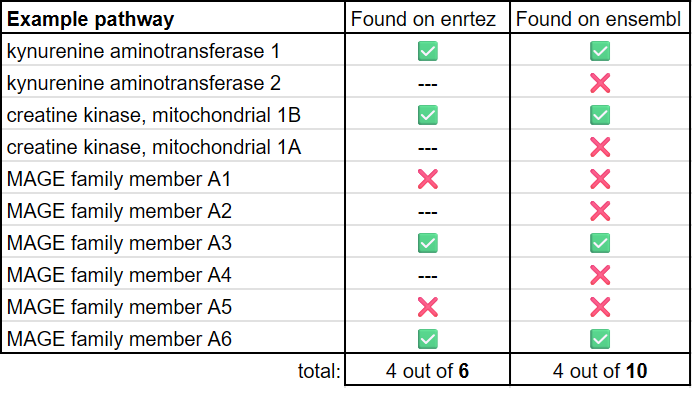 Example pathway Found on enrtez Found on ensembl
kynurenine aminotransferase 1 ✅ ✅
kynurenine aminotransferase 2 --- ❌
creatine kinase, mitochondrial 1B ✅ ✅
creatine kinase, mitochondrial 1A --- ❌
MAGE family member A1 ❌ ❌
MAGE family member A2 --- ❌
MAGE family member A3 ✅ ✅
MAGE family member A4 --- ❌
MAGE family member A5 ❌ ❌
MAGE family member A6 ✅ ✅
total: 4 out of 6 4 out of 10